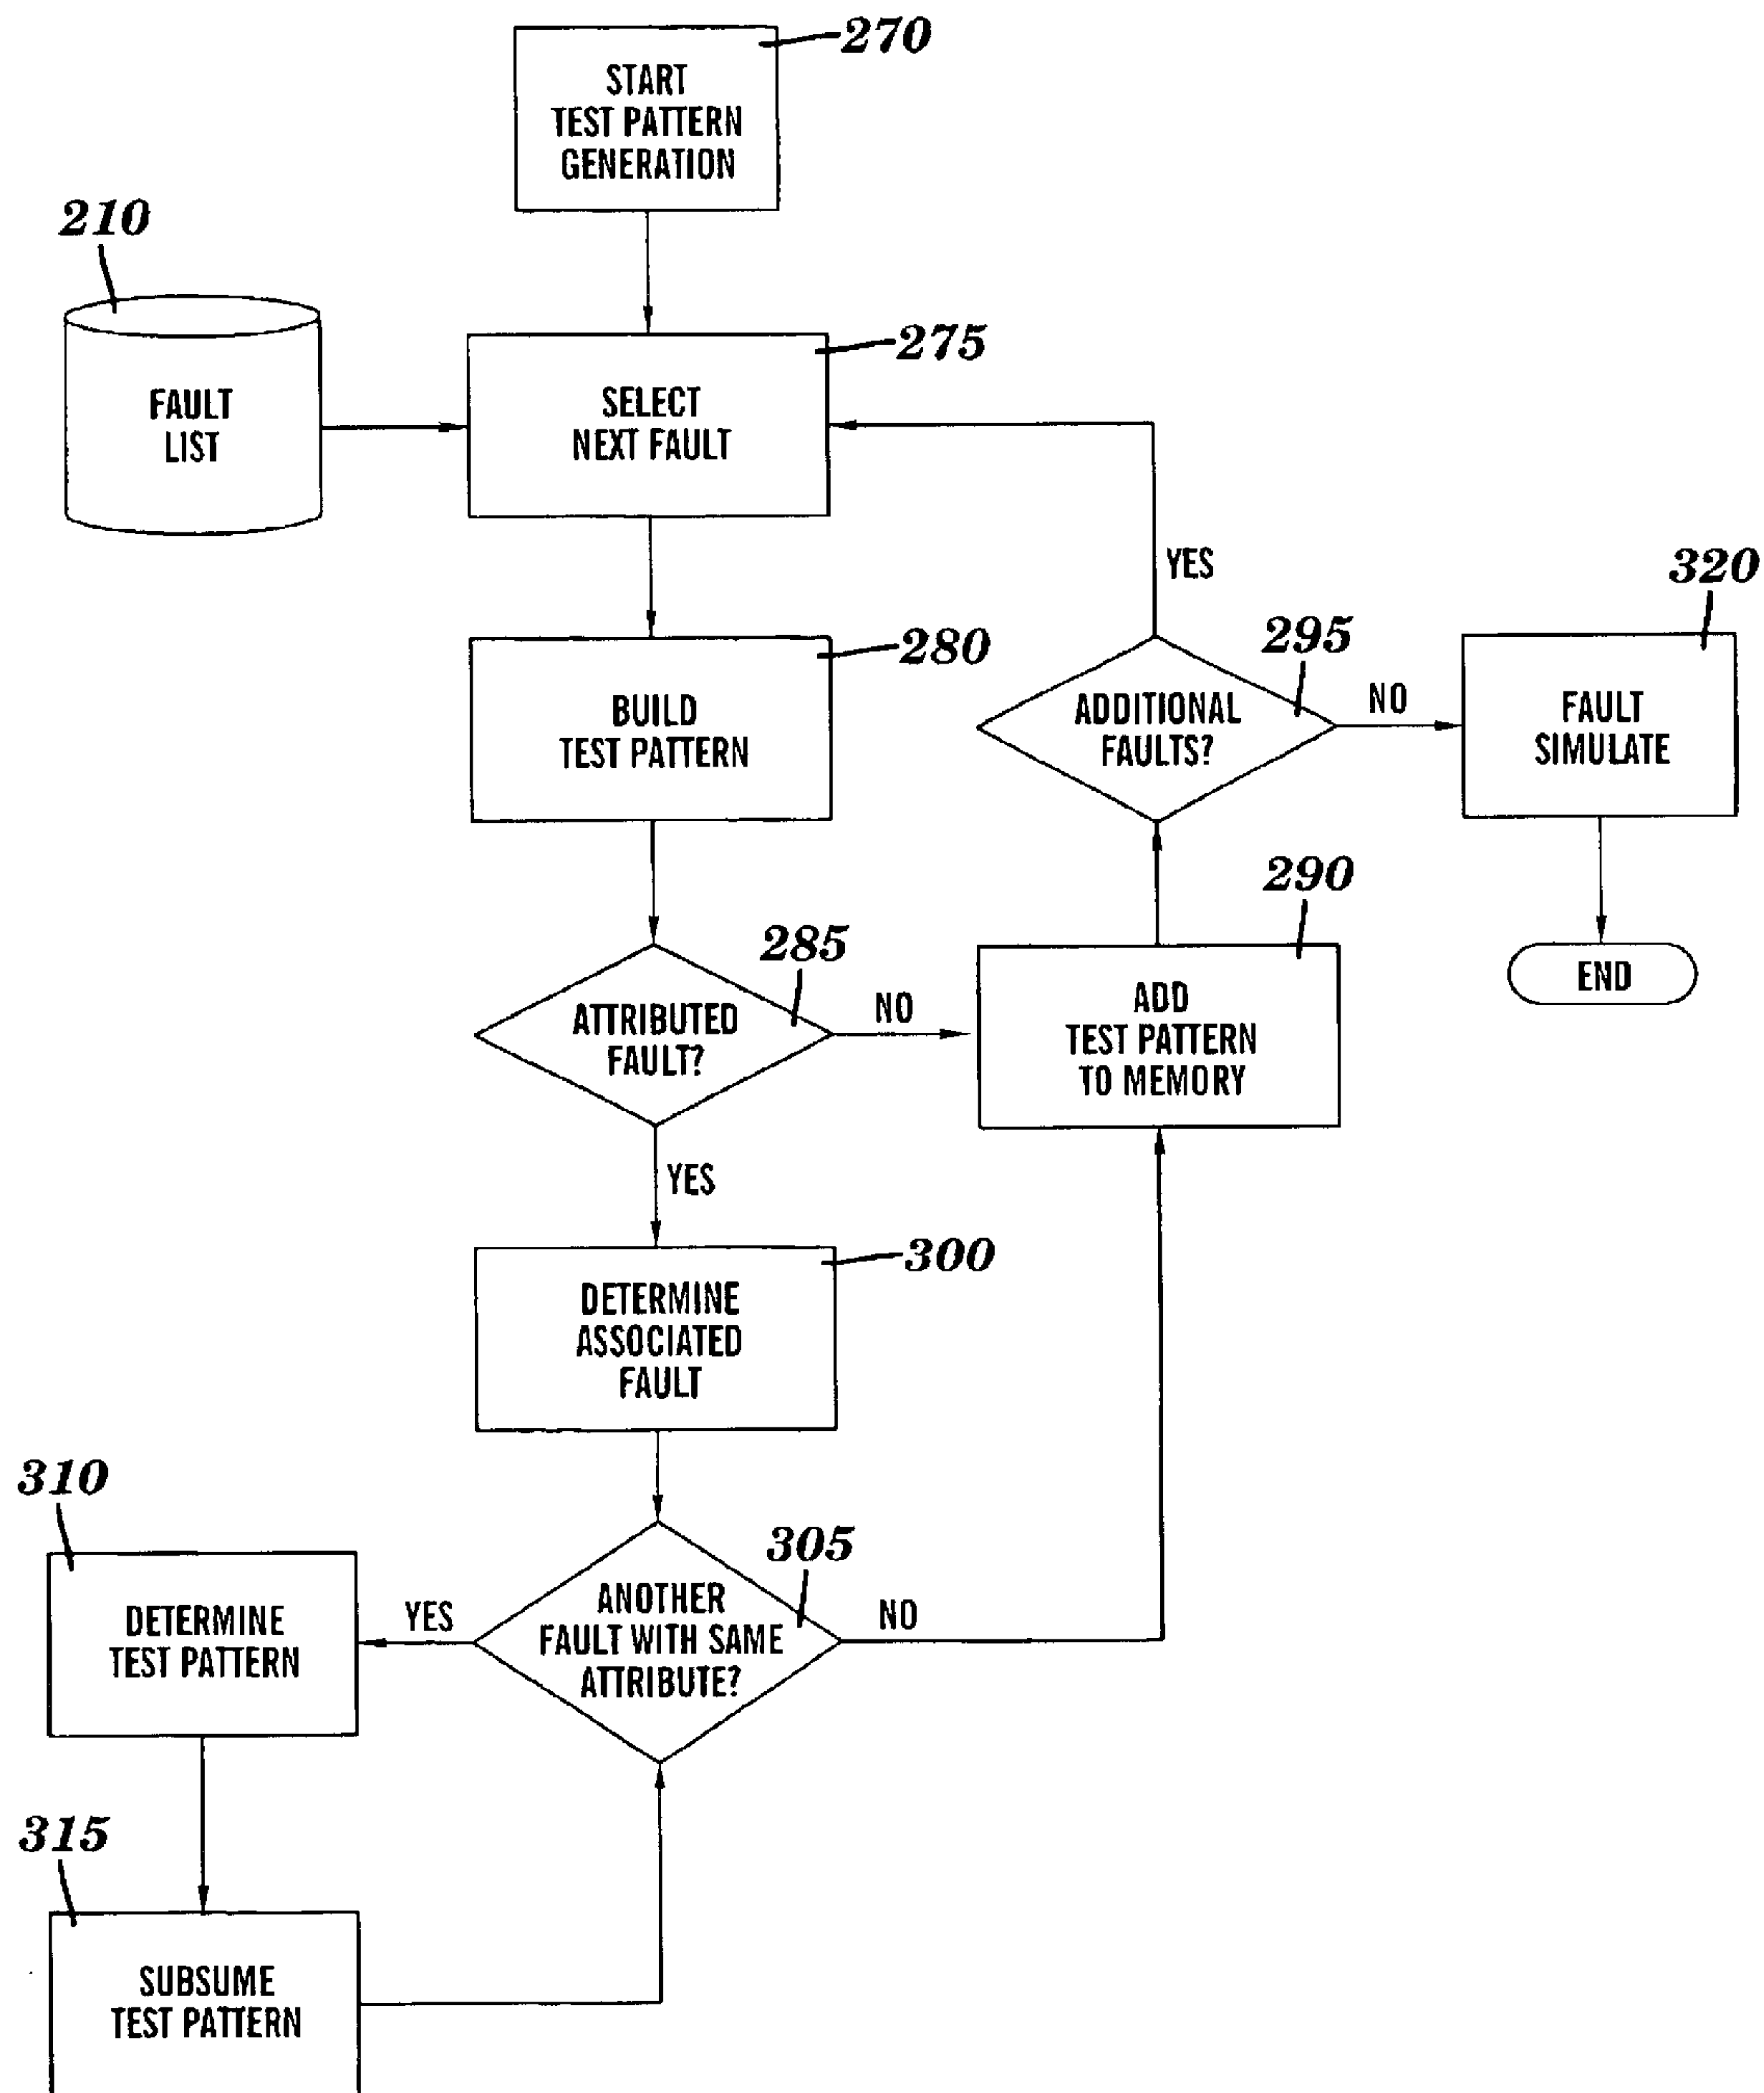 270
START
TEST PATTERN
GENERATION
210
FAULT
LIST
275
SELECT
NEXT FAULT
YES
320
280
BUILD
TEST PATTERN
295
ADDITIONAL
FAULTS?
NO
FAULT
SIMULATE
290
285
ATTRIBUTED
FAULT?
NO
ADD
TEST PATTERN
TO MEMORY
END
YES
300
DETERMINE
ASSOCIATED
FAULT
310
305
DETERMINE
TEST PATTERN
YES
ANOTHER
FAULT WITH SAME
ATTRIBUTE?
NO
315
SUBSUME
TEST PATTERN